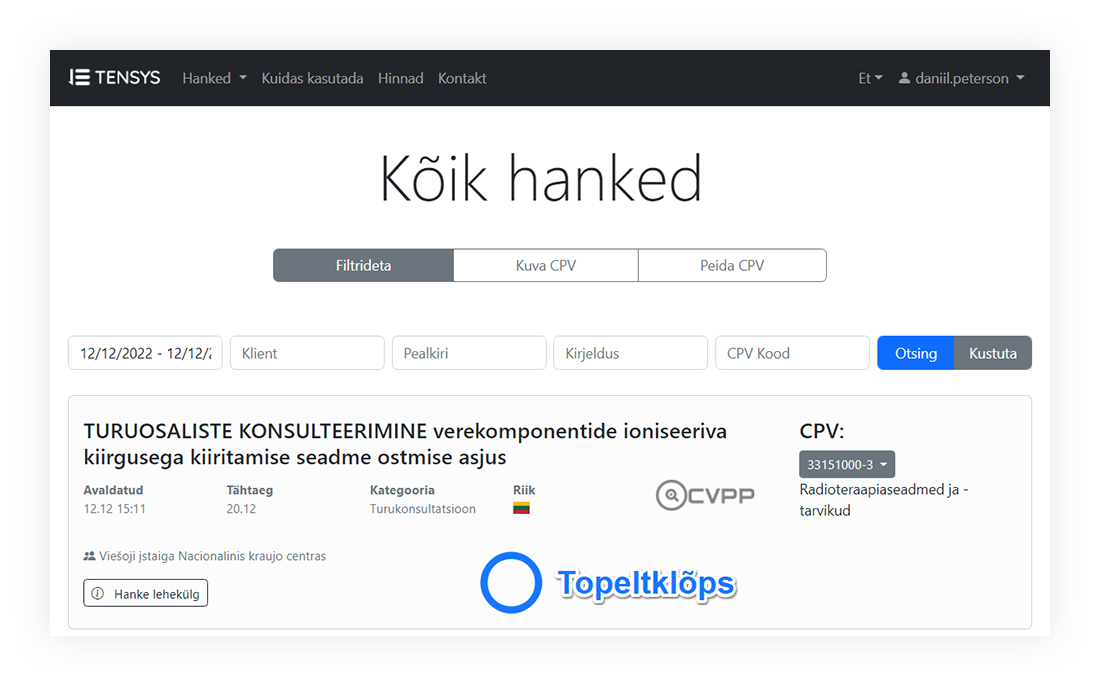 TENSYS
Hanked
Kuidas kasutada
Hinnad
Kontakt
Et
daniil.peterson
Kõik hanked
Filtrideta
Kuva CPV
Peida CPV
12/12/2022 - 12/12/
Klient
Pealkiri
Kirjeldus
CPV Kood
Otsing
Kustuta
TURUOSALISTE KONSULTEERIMINE verekomponentide ioniseeriva
kiirgusega kiiritamise seadme ostmise asjus
Avaldatud
12.12 15:11
Tähtaeg
20.12
Kategooria
Turukonsultatsioon
Riik
CVPP
CPV:
33151000-3
Radioteraapiaseadmed ja -
tarvikud
Viešoji įstaiga Nacionalinis kraujo centras
Hanke lehekülg
Topeltklõps